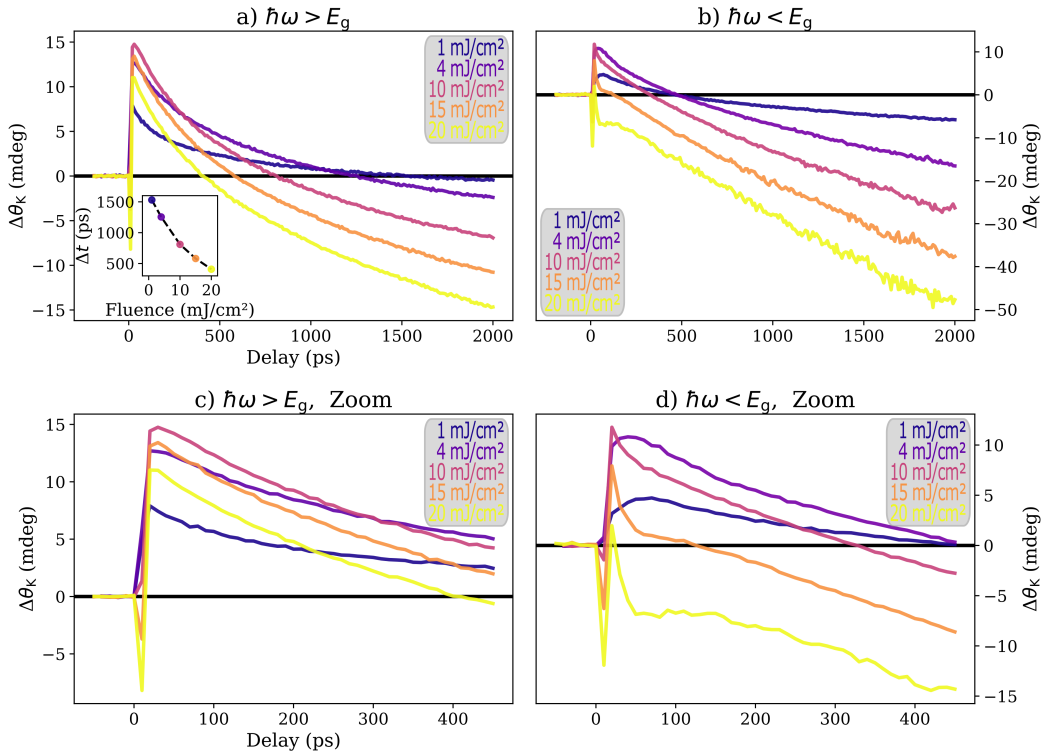 a) ℏω > E_g
b) ℏω < E_g
15
10
5
0
−5
−10
−15
Δθ_K (mdeg)
1 mJ/cm²
4 mJ/cm²
10 mJ/cm²
15 mJ/cm²
20 mJ/cm²
1500
1000
500
Δt (ps)
0 10 20
Fluence (mJ/cm²)
0 500 1000 1500 2000
Delay (ps)
10
0
−10
−20
−30
−40
−50
Δθ_K (mdeg)
1 mJ/cm²
4 mJ/cm²
10 mJ/cm²
15 mJ/cm²
20 mJ/cm²
0 500 1000 1500 2000
c) ℏω > E_g, Zoom
d) ℏω < E_g, Zoom
15
10
5
0
−5
Δθ_K (mdeg)
1 mJ/cm²
4 mJ/cm²
10 mJ/cm²
15 mJ/cm²
20 mJ/cm²
0 100 200 300 400
Delay (ps)
10
5
0
−5
−10
−15
Δθ_K (mdeg)
1 mJ/cm²
4 mJ/cm²
10 mJ/cm²
15 mJ/cm²
20 mJ/cm²
0 100 200 300 400